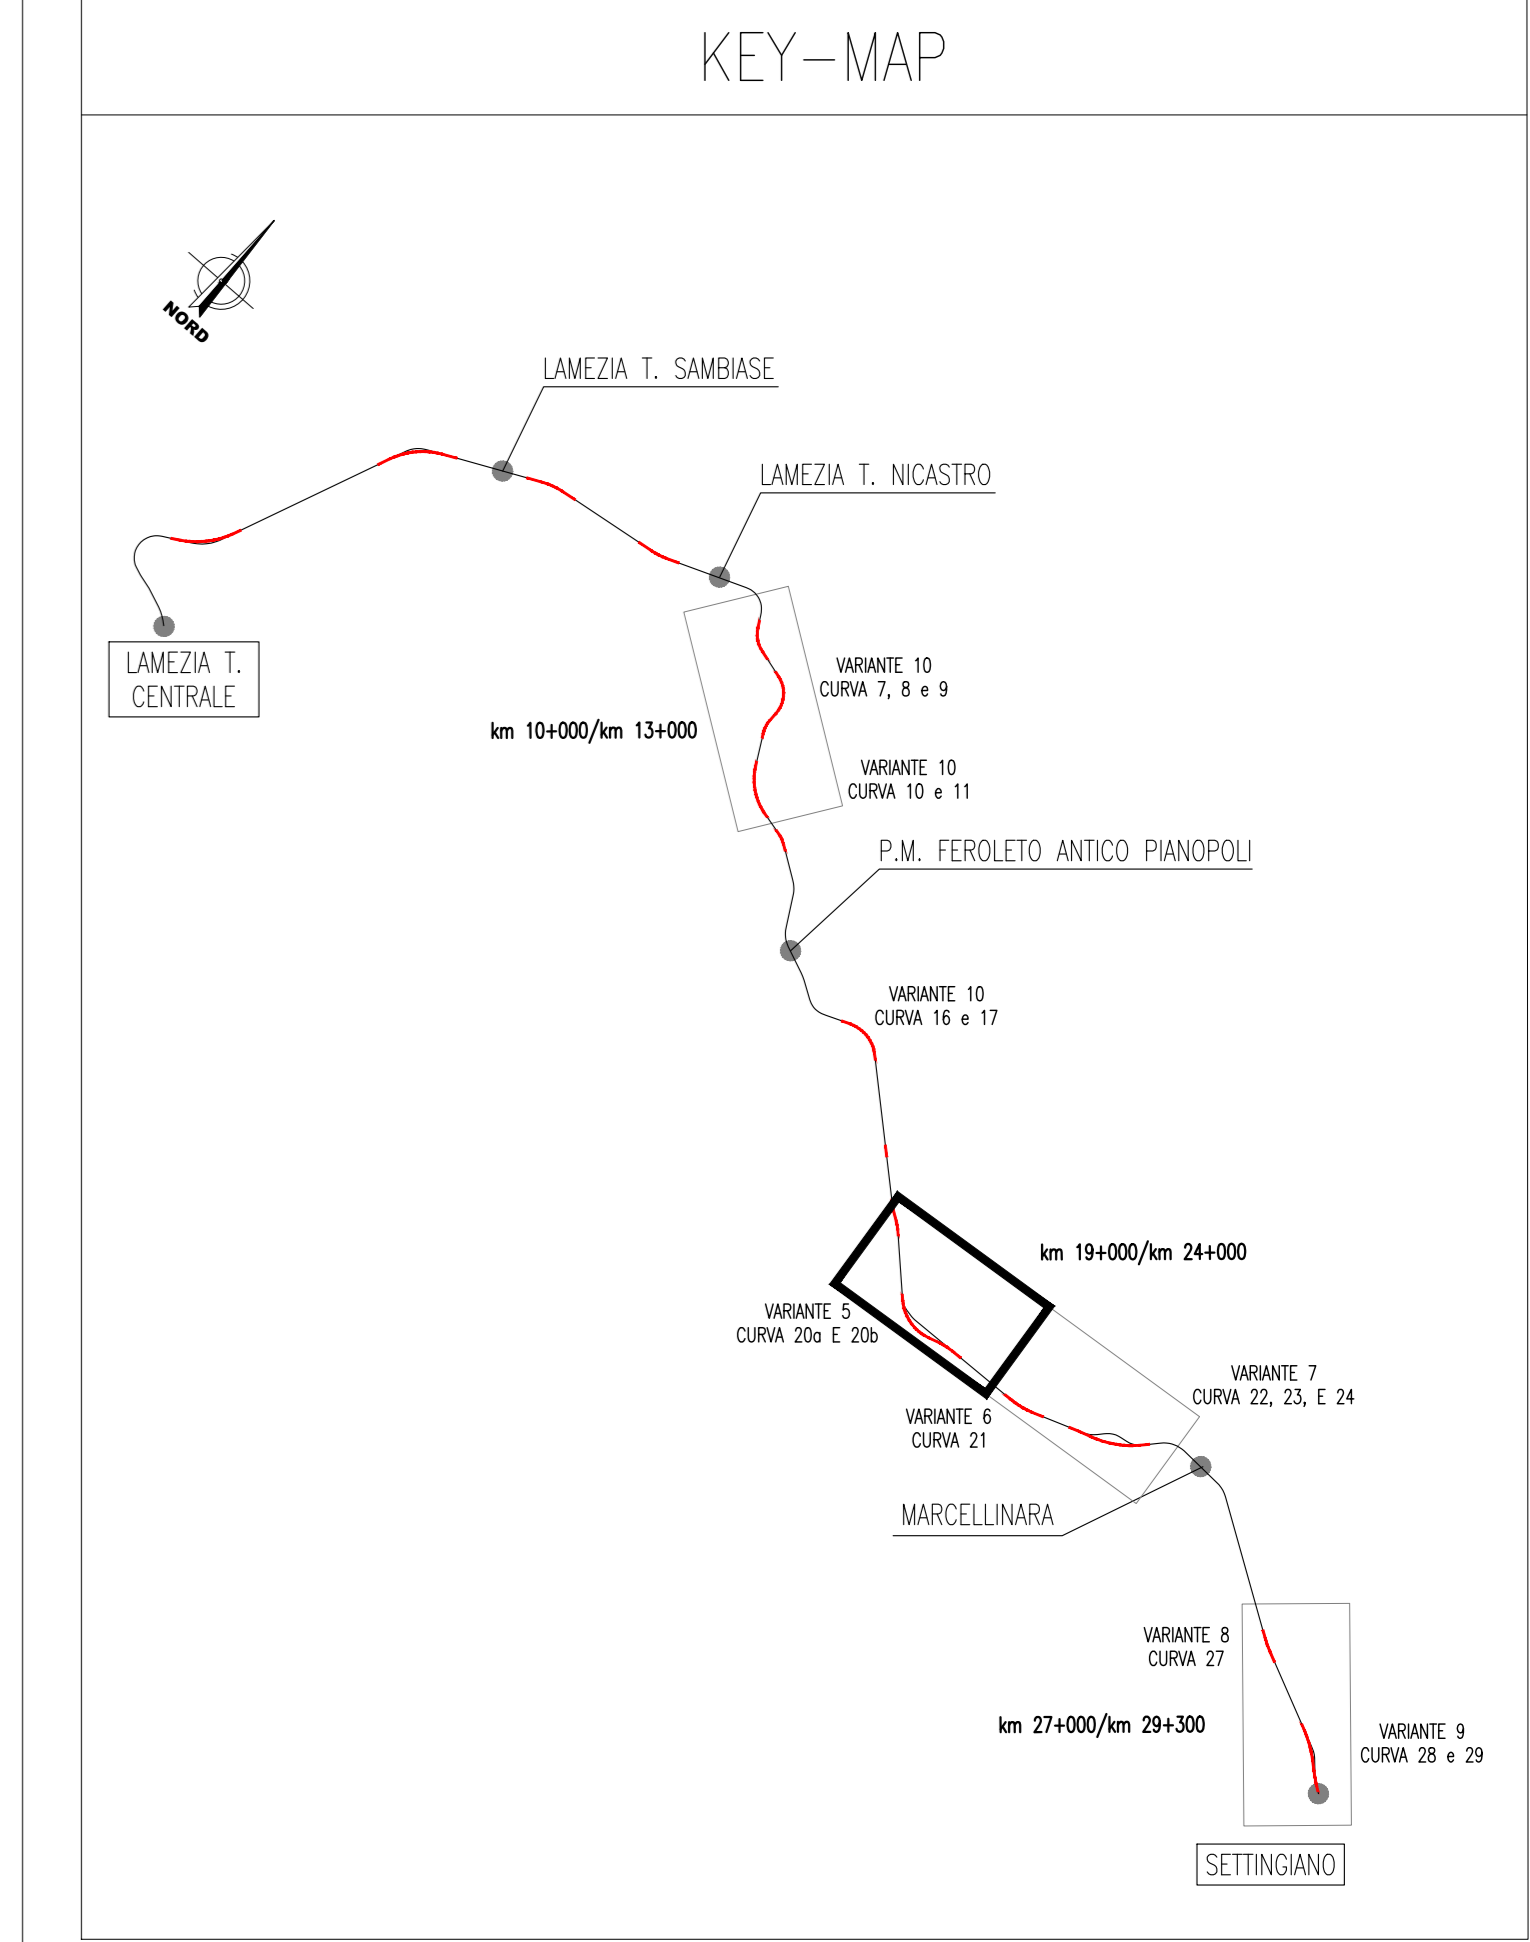 KEY-MAP
NORD
LAMEZIA T. SAMBIASE
LAMEZIA T. NICASTRO
LAMEZIA T.
CENTRALE
VARIANTE 10
CURVA 7, 8 e 9
km 10+000/km 13+000
VARIANTE 10
CURVA 10 e 11
P.M. FEROLETO ANTICO PIANOPOLI
VARIANTE 10
CURVA 16 e 17
km 19+000/km 24+000
VARIANTE 5
CURVA 20a E 20b
VARIANTE 7
CURVA 22, 23, E 24
VARIANTE 6
CURVA 21
MARCELLINARA
VARIANTE 8
CURVA 27
km 27+000/km 29+300
VARIANTE 9
CURVA 28 e 29
SETTINGIANO